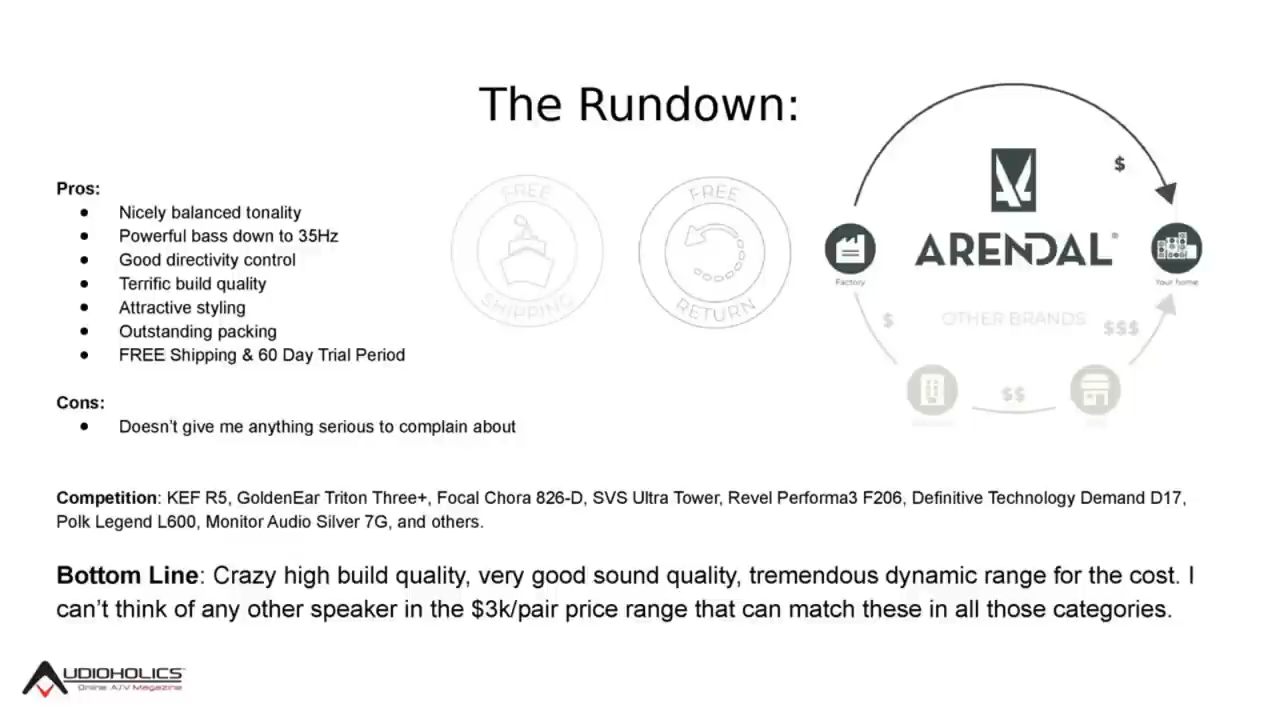 The Rundown:
Pros:
● Nicely balanced tonality
● Powerful bass down to 35Hz
● Good directivity control
● Terrific build quality
● Attractive styling
● Outstanding packing
● FREE Shipping & 60 Day Trial Period
Cons:
● Doesn’t give me anything serious to complain about
FREE
SHIPPING
FREE
RETURN
$
ARENDAL®
Factory
Your home
OTHER BRANDS
$
$$$
$$
Competition: KEF R5, GoldenEar Triton Three+, Focal Chora 826-D, SVS Ultra Tower, Revel Performa3 F206, Definitive Technology Demand D17,
Polk Legend L600, Monitor Audio Silver 7G, and others.
Bottom Line: Crazy high build quality, very good sound quality, tremendous dynamic range for the cost. I
can’t think of any other speaker in the $3k/pair price range that can match these in all those categories.
AUDIOHOLICS
Online A/V Magazine